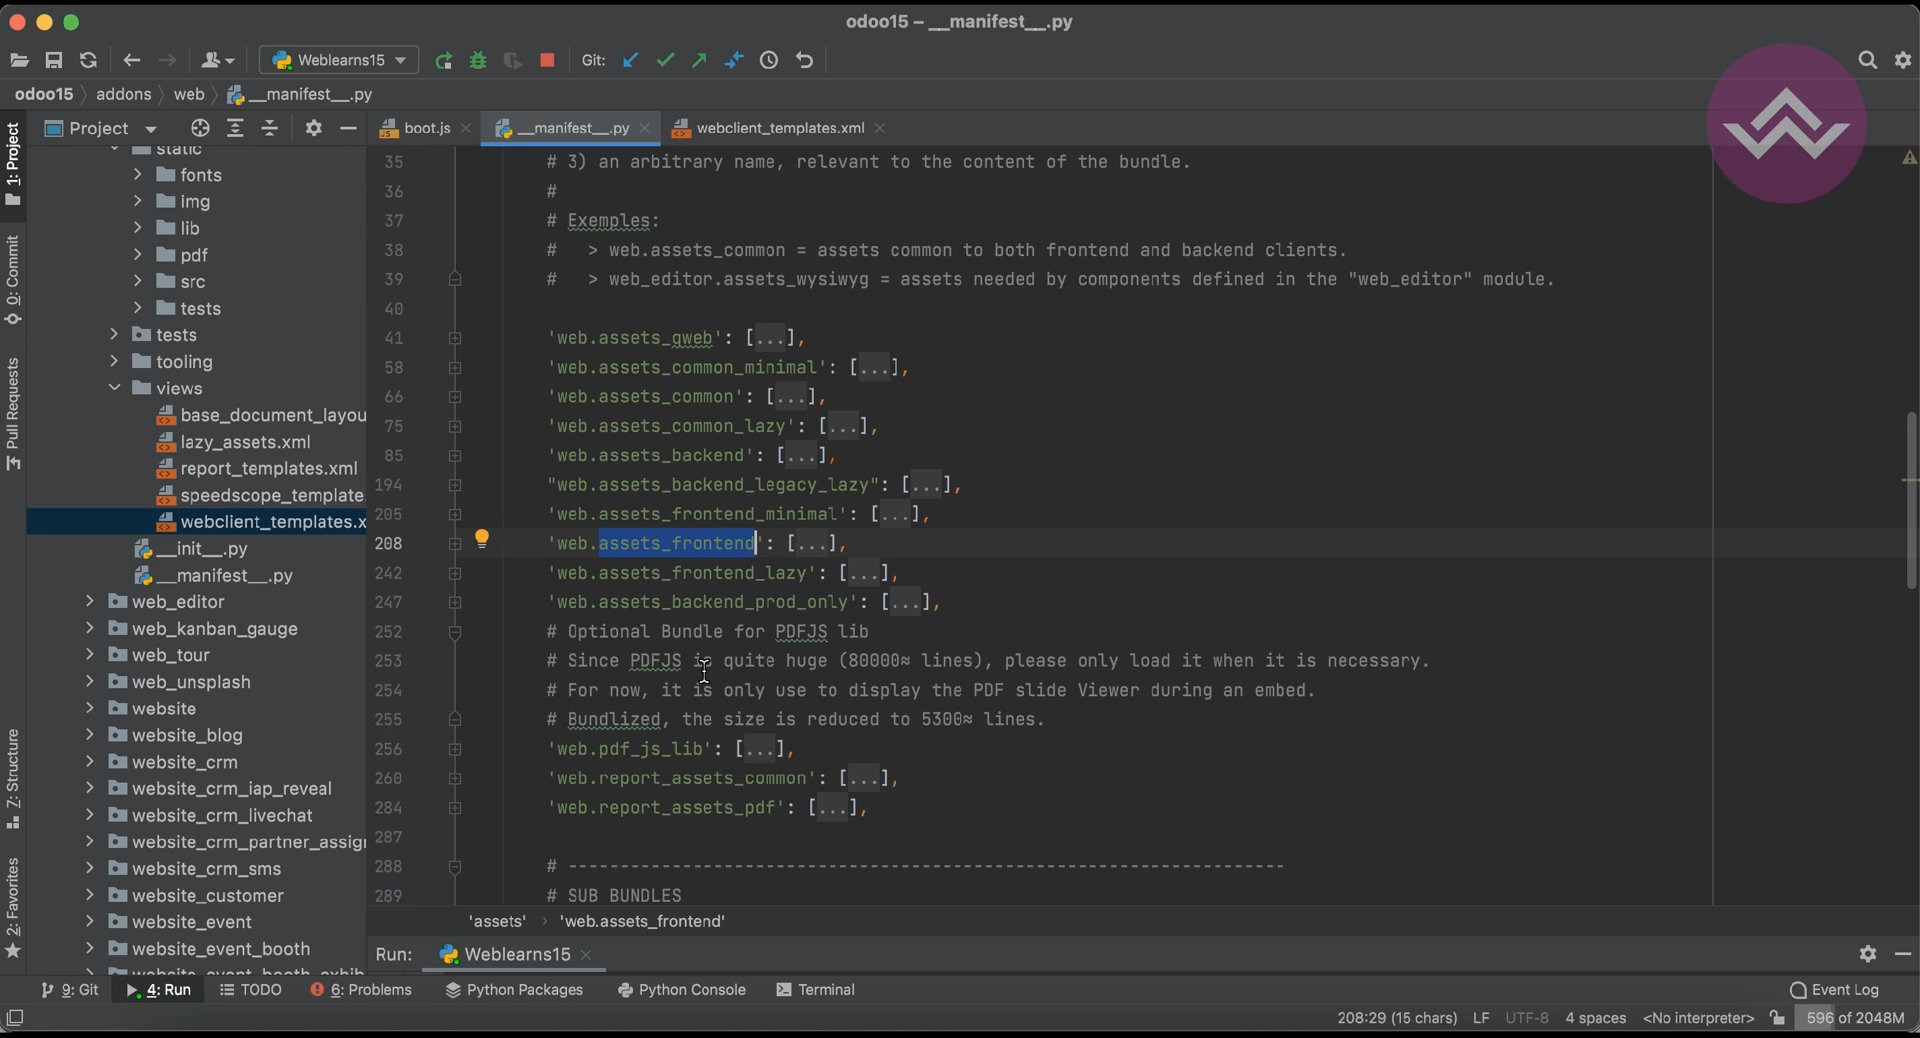 odoo15 – __manifest__.py
Weblearns15
Git:
odoo15
addons
web
__manifest__.py
Project
boot.js
__manifest__.py
webclient_templates.xml
1: Project
0: Commit
Pull Requests
7: Structure
2: Favorites
static
fonts
img
lib
pdf
src
tests
tests
tooling
views
base_document_layou
lazy_assets.xml
report_templates.xml
speedscope_template
webclient_templates.x
__init__.py
__manifest__.py
web_editor
web_kanban_gauge
web_tour
web_unsplash
website
website_blog
website_crm
website_crm_iap_reveal
website_crm_livechat
website_crm_partner_assig
website_crm_sms
website_customer
website_event
website_event_booth
website_event_booth_exhib
35 # 3) an arbitrary name, relevant to the content of the bundle.
36 #
37 # Exemples:
38 #   > web.assets_common = assets common to both frontend and backend clients.
39 #   > web_editor.assets_wysiwyg = assets needed by components defined in the "web_editor" module.
40
41 'web.assets_qweb': [...],
58 'web.assets_common_minimal': [...],
66 'web.assets_common': [...],
75 'web.assets_common_lazy': [...],
85 'web.assets_backend': [...],
194 "web.assets_backend_legacy_lazy": [...],
205 'web.assets_frontend_minimal': [...],
208 'web.assets_frontend': [...],
242 'web.assets_frontend_lazy': [...],
247 'web.assets_backend_prod_only': [...],
252 # Optional Bundle for PDFJS lib
253 # Since PDFJS is quite huge (80000≈ lines), please only load it when it is necessary.
254 # For now, it is only use to display the PDF slide Viewer during an embed.
255 # Bundlized, the size is reduced to 5300≈ lines.
256 'web.pdf_js_lib': [...],
260 'web.report_assets_common': [...],
284 'web.report_assets_pdf': [...],
287
288 # ---------------------------------------------------------------------
289 # SUB BUNDLES
'assets' › 'web.assets_frontend'
Run: Weblearns15
9: Git
4: Run
TODO
6: Problems
Python Packages
Python Console
Terminal
Event Log
208:29 (15 chars) LF UTF-8 4 spaces <No interpreter> 596 of 2048M